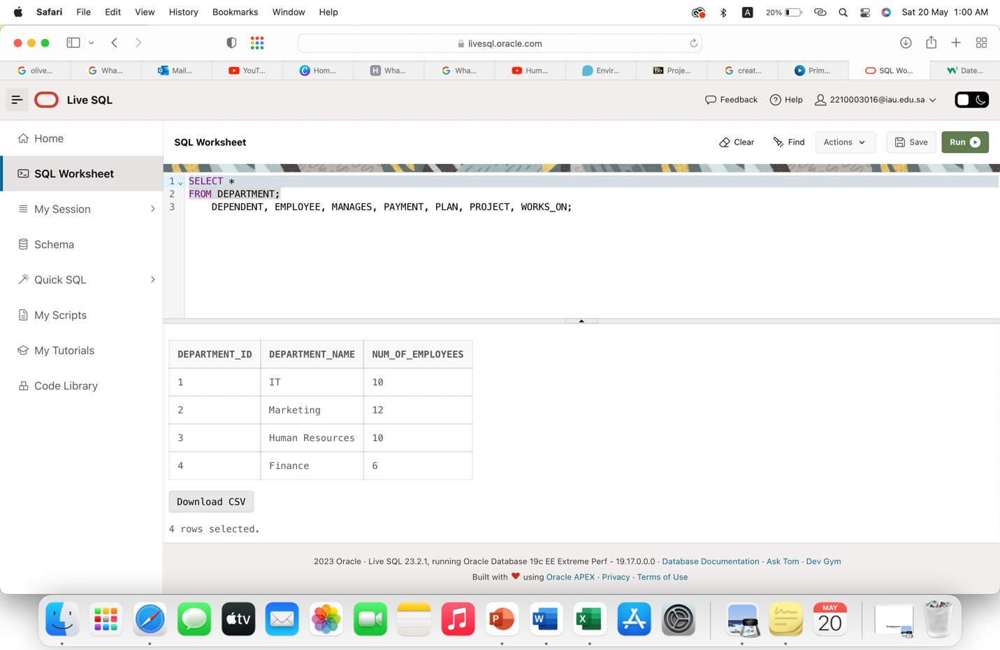 Safari File Edit View History Bookmarks Window Help A 20% Sat 20 May 1:00 AM
livesql.oracle.com
olive... Wha... Mail... YouT... Hom... H Wha... Wha... Hum... Envir... Bb Proje... creat... Prim... SQL Wo... Date...
Live SQL Feedback Help 2210003016@iau.edu.sa
Home
SQL Worksheet
My Session
Schema
Quick SQL
My Scripts
My Tutorials
Code Library
SQL Worksheet Clear Find Actions Save Run
1 SELECT *
2 FROM DEPARTMENT;
3 DEPENDENT, EMPLOYEE, MANAGES, PAYMENT, PLAN, PROJECT, WORKS_ON;
DEPARTMENT_ID DEPARTMENT_NAME NUM_OF_EMPLOYEES
1 IT 10
2 Marketing 12
3 Human Resources 10
4 Finance 6
Download CSV
4 rows selected.
2023 Oracle · Live SQL 23.2.1, running Oracle Database 19c EE Extreme Perf - 19.17.0.0.0 · Database Documentation · Ask Tom · Dev Gym
Built with ❤ using Oracle APEX · Privacy · Terms of Use
tv P W X MAY
20